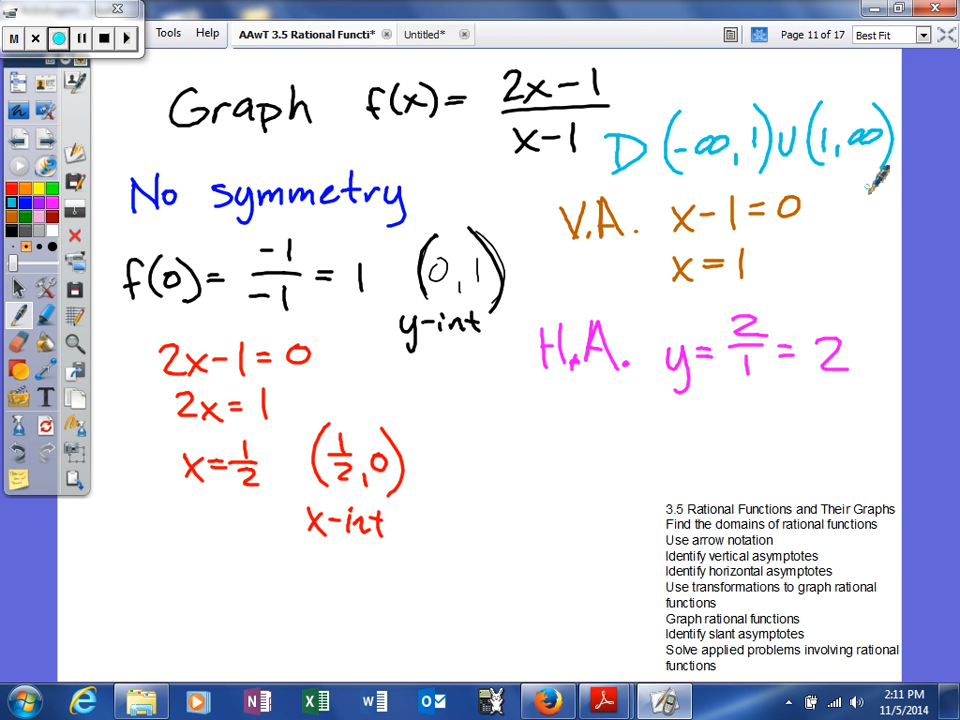 Tools Help AAwT 3.5 Rational Functi* Untitled* Page 11 of 17 Best Fit
Graph f(x) = 2x-1 / x-1
D (-∞, 1) ∪ (1, ∞)
No symmetry
V.A. x-1=0
x=1
f(0) = -1 / -1 = 1 (0, 1)
y-int
H.A. y = 2/1 = 2
2x-1=0
2x=1
x=1/2 (1/2, 0)
x-int
3.5 Rational Functions and Their Graphs
Find the domains of rational functions
Use arrow notation
Identify vertical asymptotes
Identify horizontal asymptotes
Use transformations to graph rational
functions
Graph rational functions
Identify slant asymptotes
Solve applied problems involving rational
functions
2:11 PM
11/5/2014